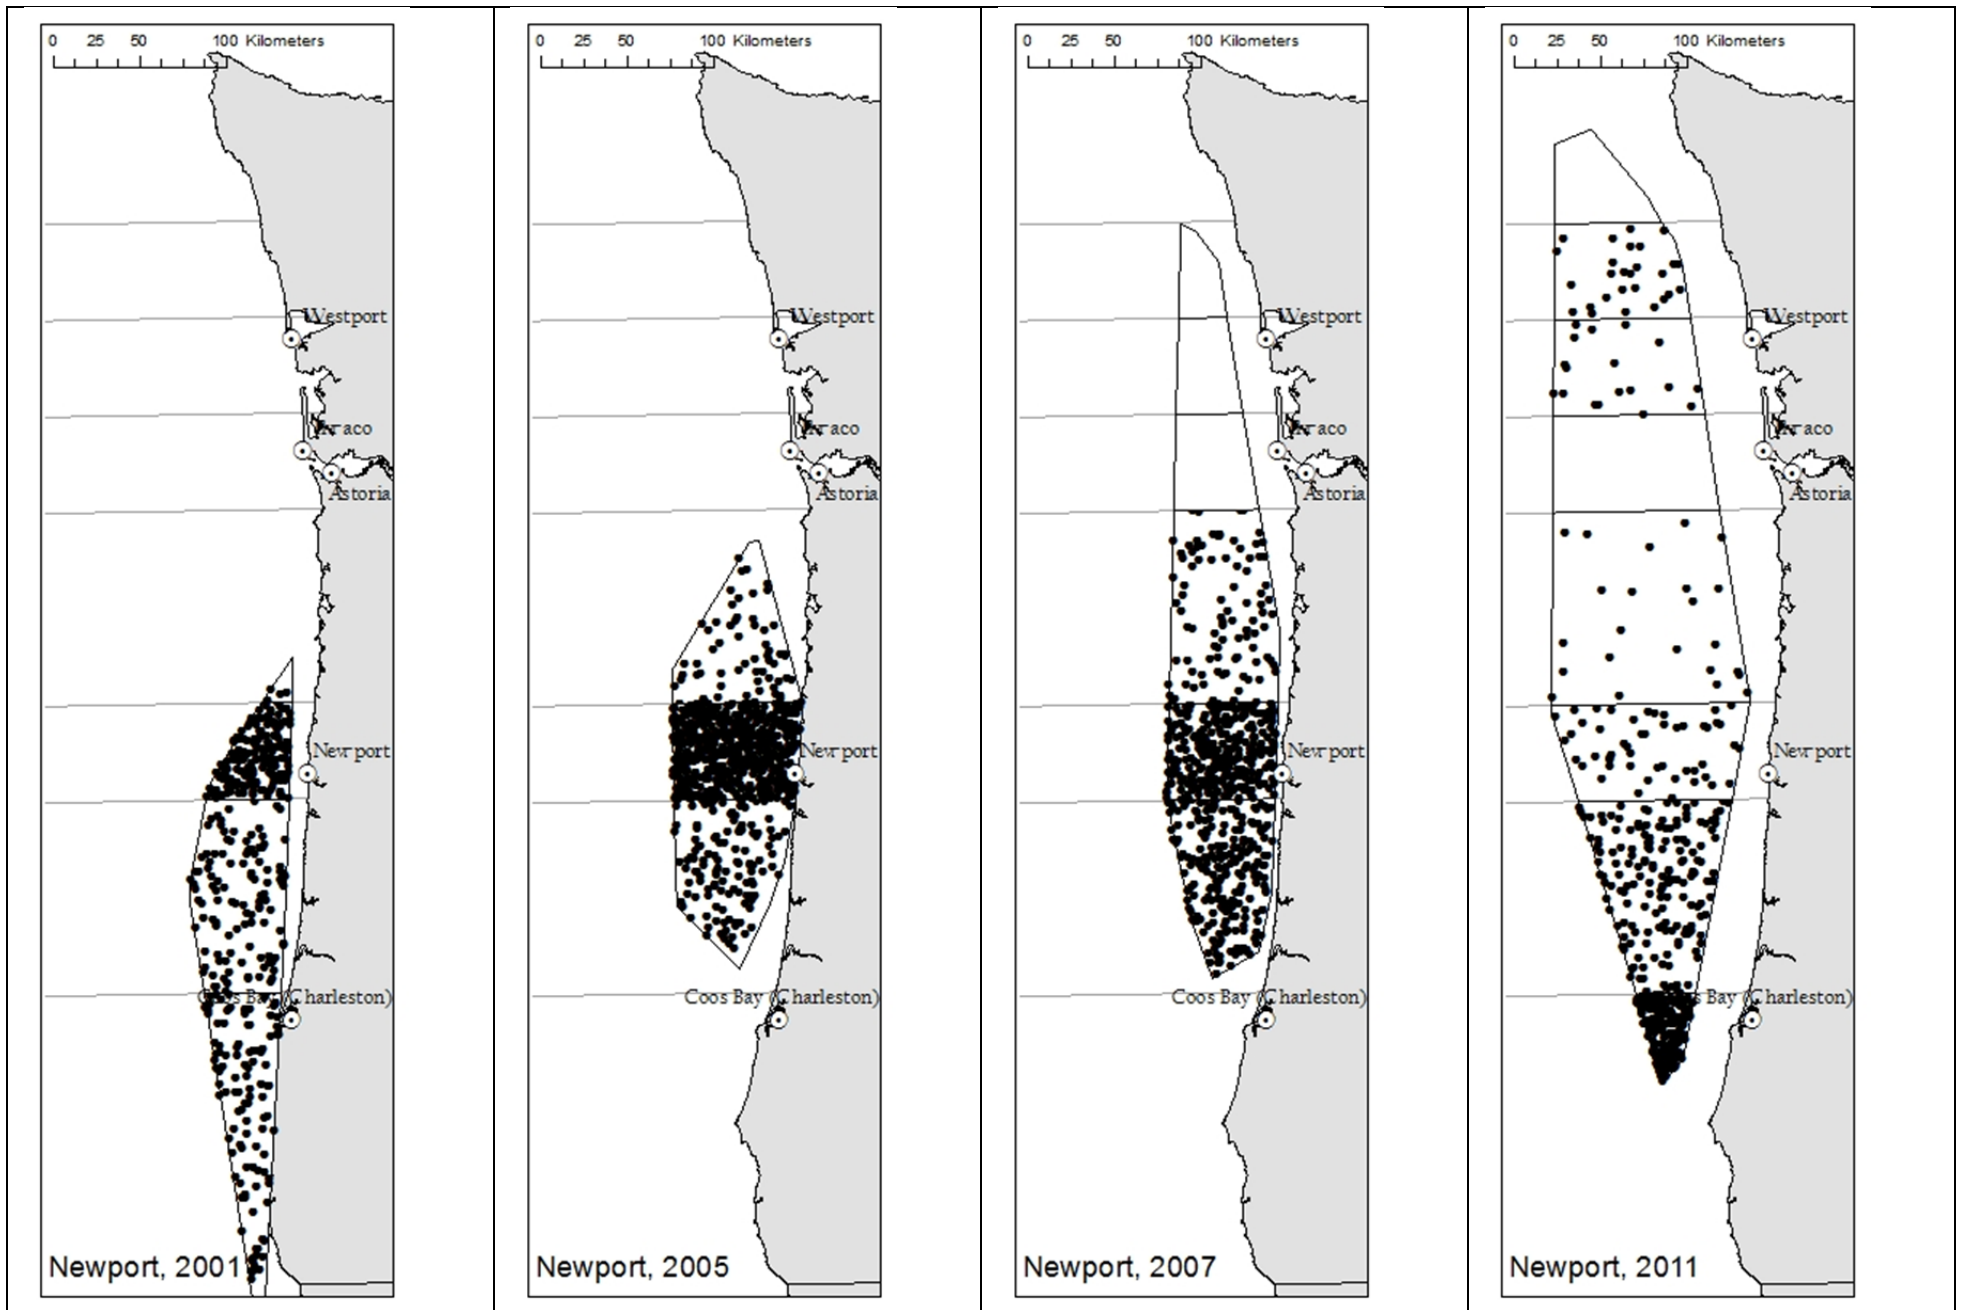 0 25 50 100 Kilometers
Westport
Astoria
Newport
Coos Bay (Charleston)
Newport, 2001
0 25 50 100 Kilometers
Westport
Astoria
Newport
Coos Bay (Charleston)
Newport, 2005
0 25 50 100 Kilometers
Westport
Astoria
Newport
Coos Bay (Charleston)
Newport, 2007
0 25 50 100 Kilometers
Westport
Astoria
Newport
Bay (Charleston)
Newport, 2011